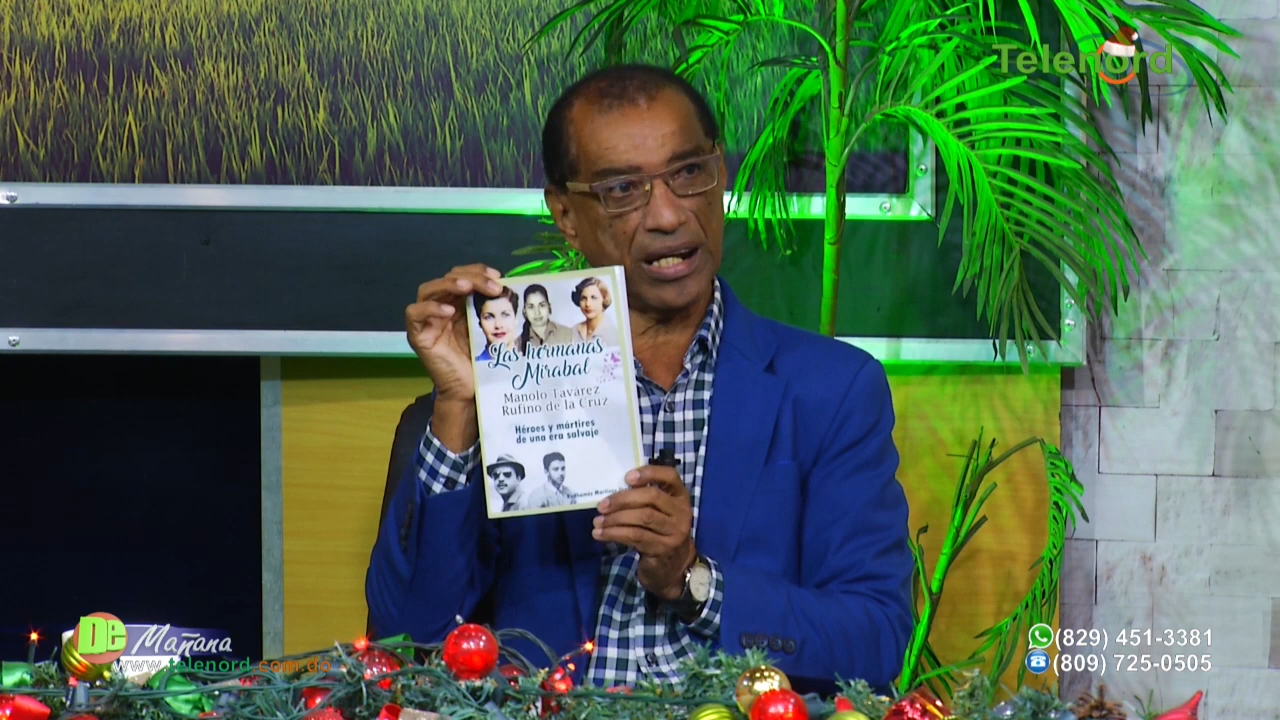 Telenord
Las hermanas
Mirabal
Manolo Tavárez
Rufino de la Cruz
Héroes y mártires
de una era salvaje
De Mañana
www.telenord.com.do
(829) 451-3381
(809) 725-0505